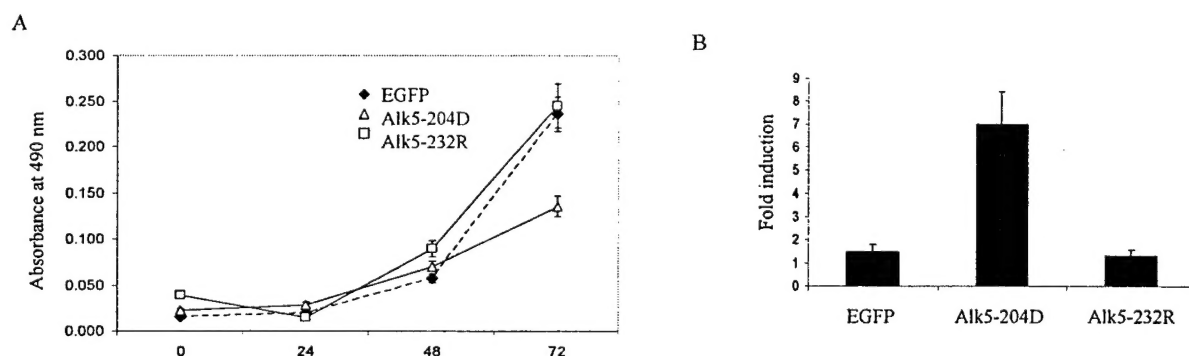 A
Absorbance at 490 nm
0.300
0.250
0.200
0.150
0.100
0.050
0.000
EGFP
Alk5-204D
Alk5-232R
0 24 48 72
B
Fold induction
9
8
7
6
5
4
3
2
1
0
EGFP Alk5-204D Alk5-232R